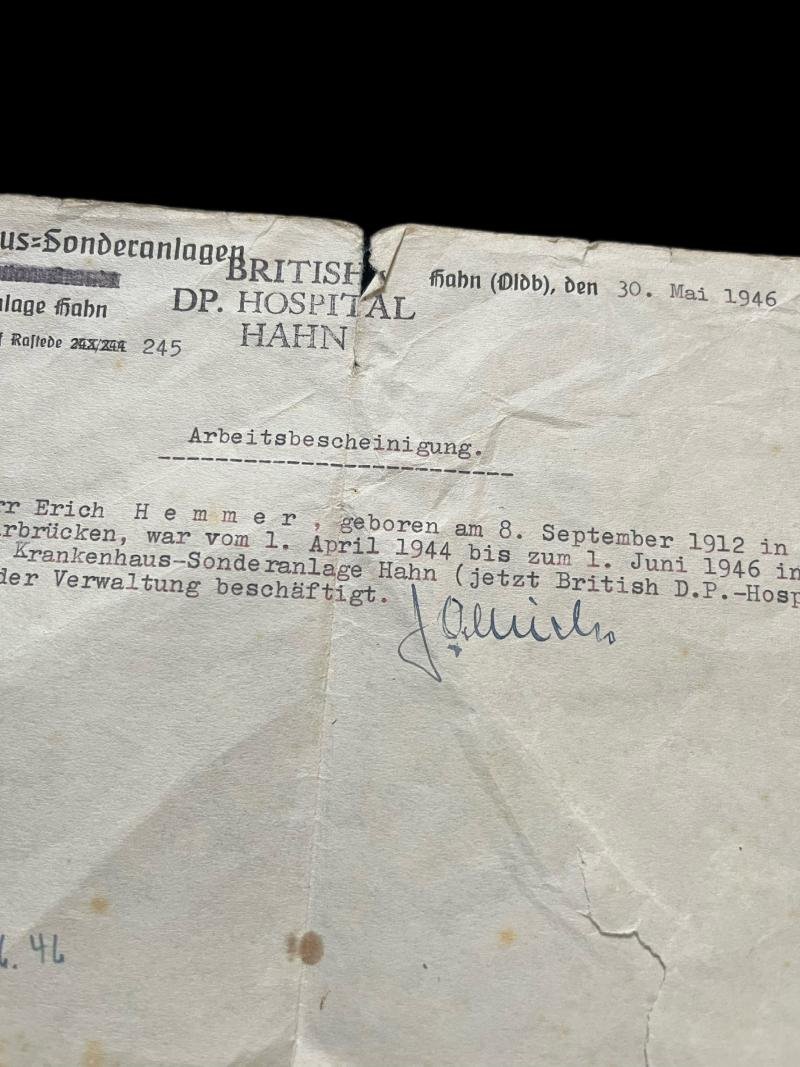 us=Sonderanlagen
BRITISH
DP. HOSPITAL
HAHN
Hahn (Oldb), den 30. Mai 1946
lage Hahn
f Rastede 243/244 245
Arbeitsbescheinigung.
rr Erich H e m m e r , geboren am 8. September 1912 in
rbrücken, war vom 1. April 1944 bis zum 1. Juni 1946 in
Krankenhaus-Sonderanlage Hahn (jetzt British D.P.-Hosp
der Verwaltung beschäftigt.
6. 46